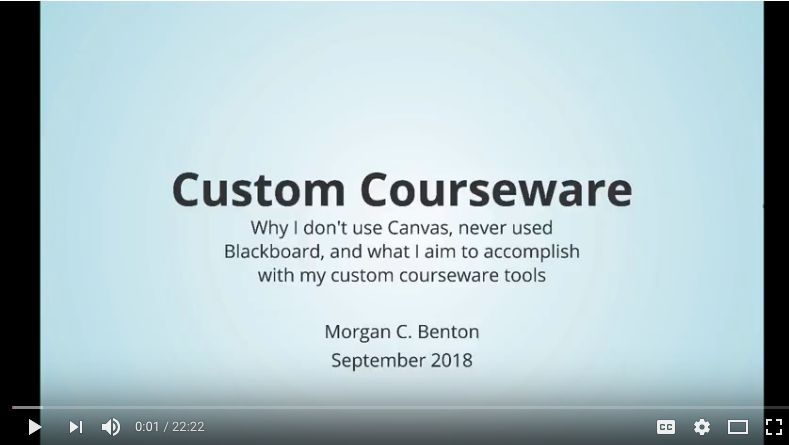 Custom Courseware
Why I don't use Canvas, never used
Blackboard, and what I aim to accomplish
with my custom courseware tools
Morgan C. Benton
September 2018
0:01 / 22:22
CC